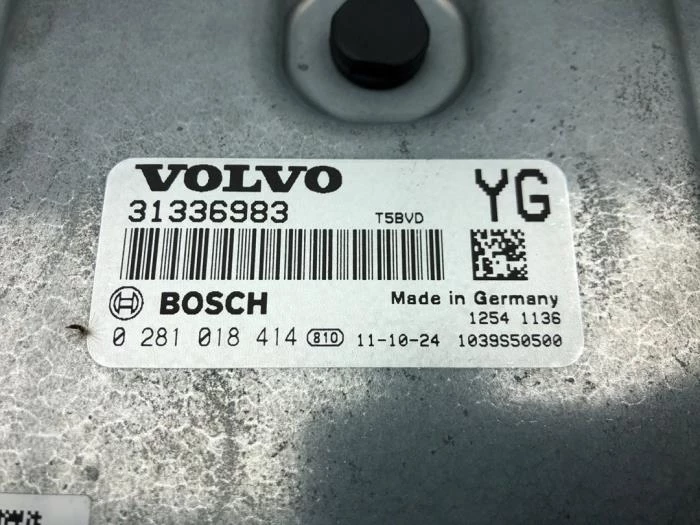 VOLVO
31336983 T5BVD YG
BOSCH Made in Germany
1254 1136
0 281 018 414 810 11-10-24 1039S50500